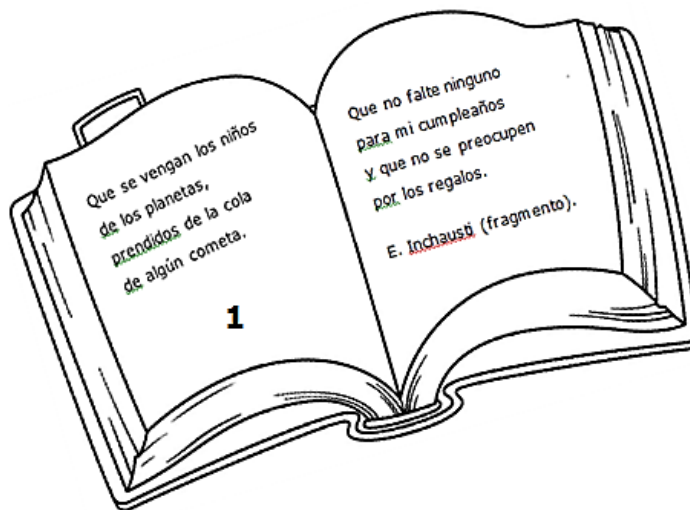 Que se vengan los niños
de los planetas,
prendidos de la cola
de algún cometa.
1
Que no falte ninguno
para mi cumpleaños
y que no se preocupen
por los regalos.
E. Inchausti (fragmento).